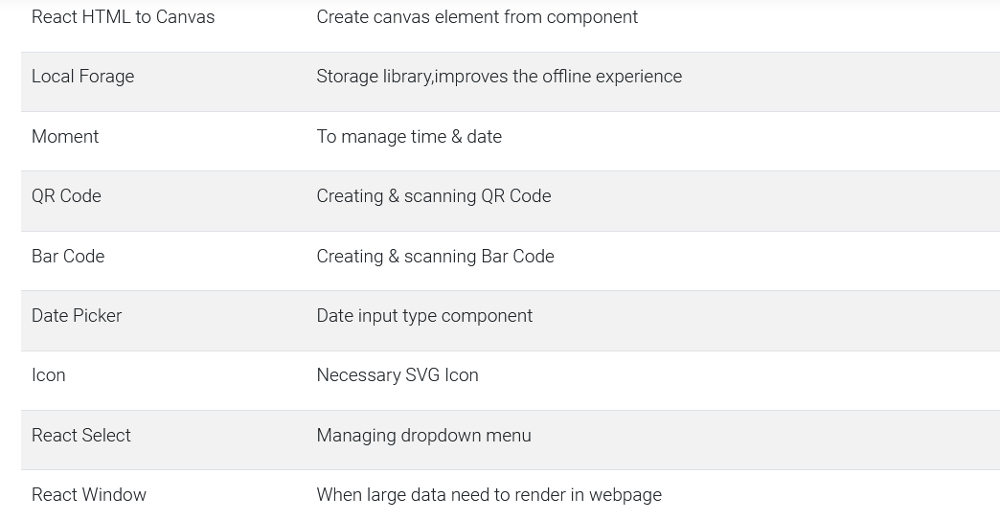 React HTML to Canvas Create canvas element from component
Local Forage Storage library,improves the offline experience
Moment To manage time & date
QR Code Creating & scanning QR Code
Bar Code Creating & scanning Bar Code
Date Picker Date input type component
Icon Necessary SVG Icon
React Select Managing dropdown menu
React Window When large data need to render in webpage